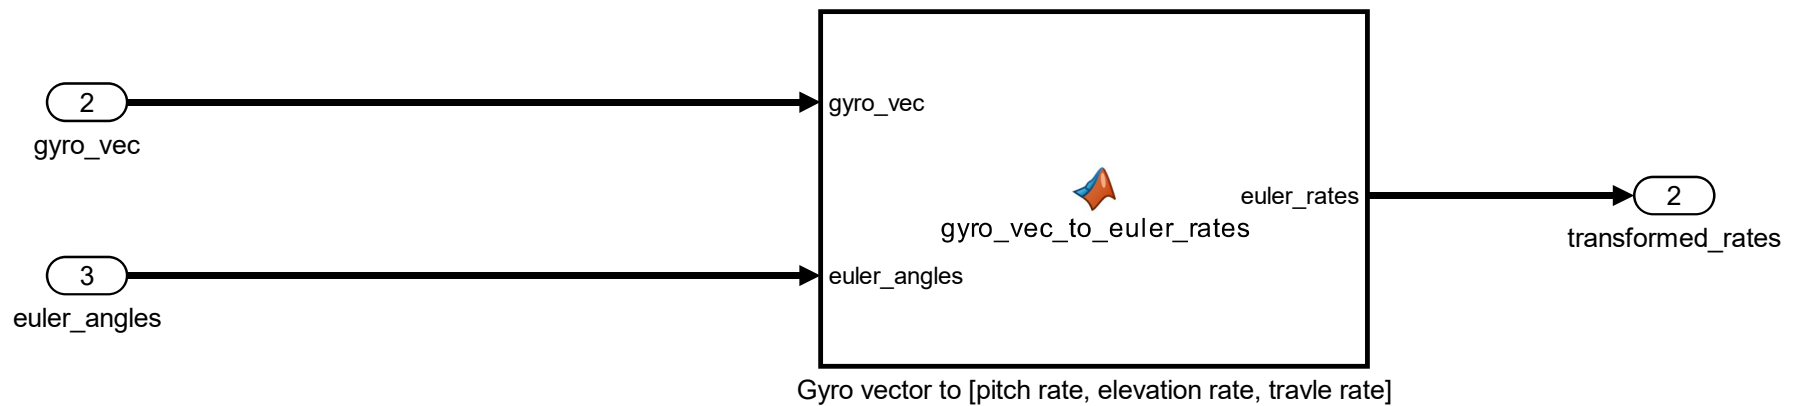 2
gyro_vec
3
euler_angles
gyro_vec
euler_angles
gyro_vec_to_euler_rates
euler_rates
Gyro vector to [pitch rate, elevation rate, travle rate]
2
transformed_rates